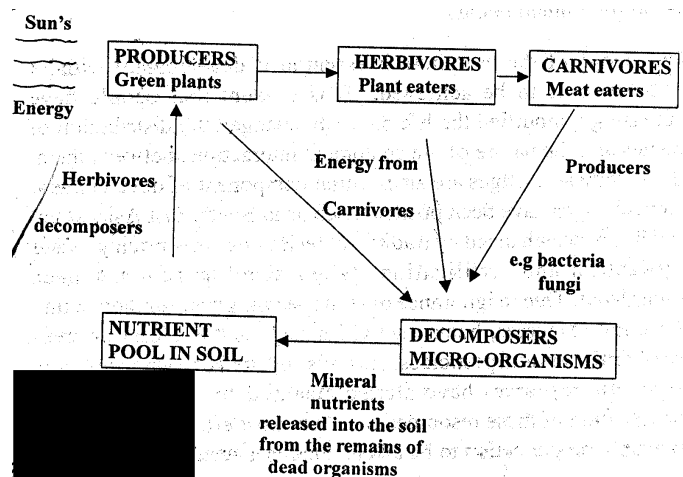 Sun's
Energy
PRODUCERS
Green plants
HERBIVORES
Plant eaters
CARNIVORES
Meat eaters
Herbivores
decomposers
Energy from
Carnivores
Producers
e.g bacteria
fungi
NUTRIENT
POOL IN SOIL
DECOMPOSERS
MICRO-ORGANISMS
Mineral
nutrients
released into the soil
from the remains of
dead organisms